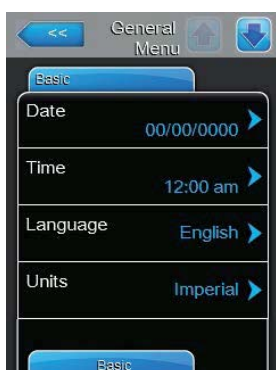 << General
Menu
Basic
Date
00/00/0000
Time
12:00 am
Language
English
Units
Imperial
Basic